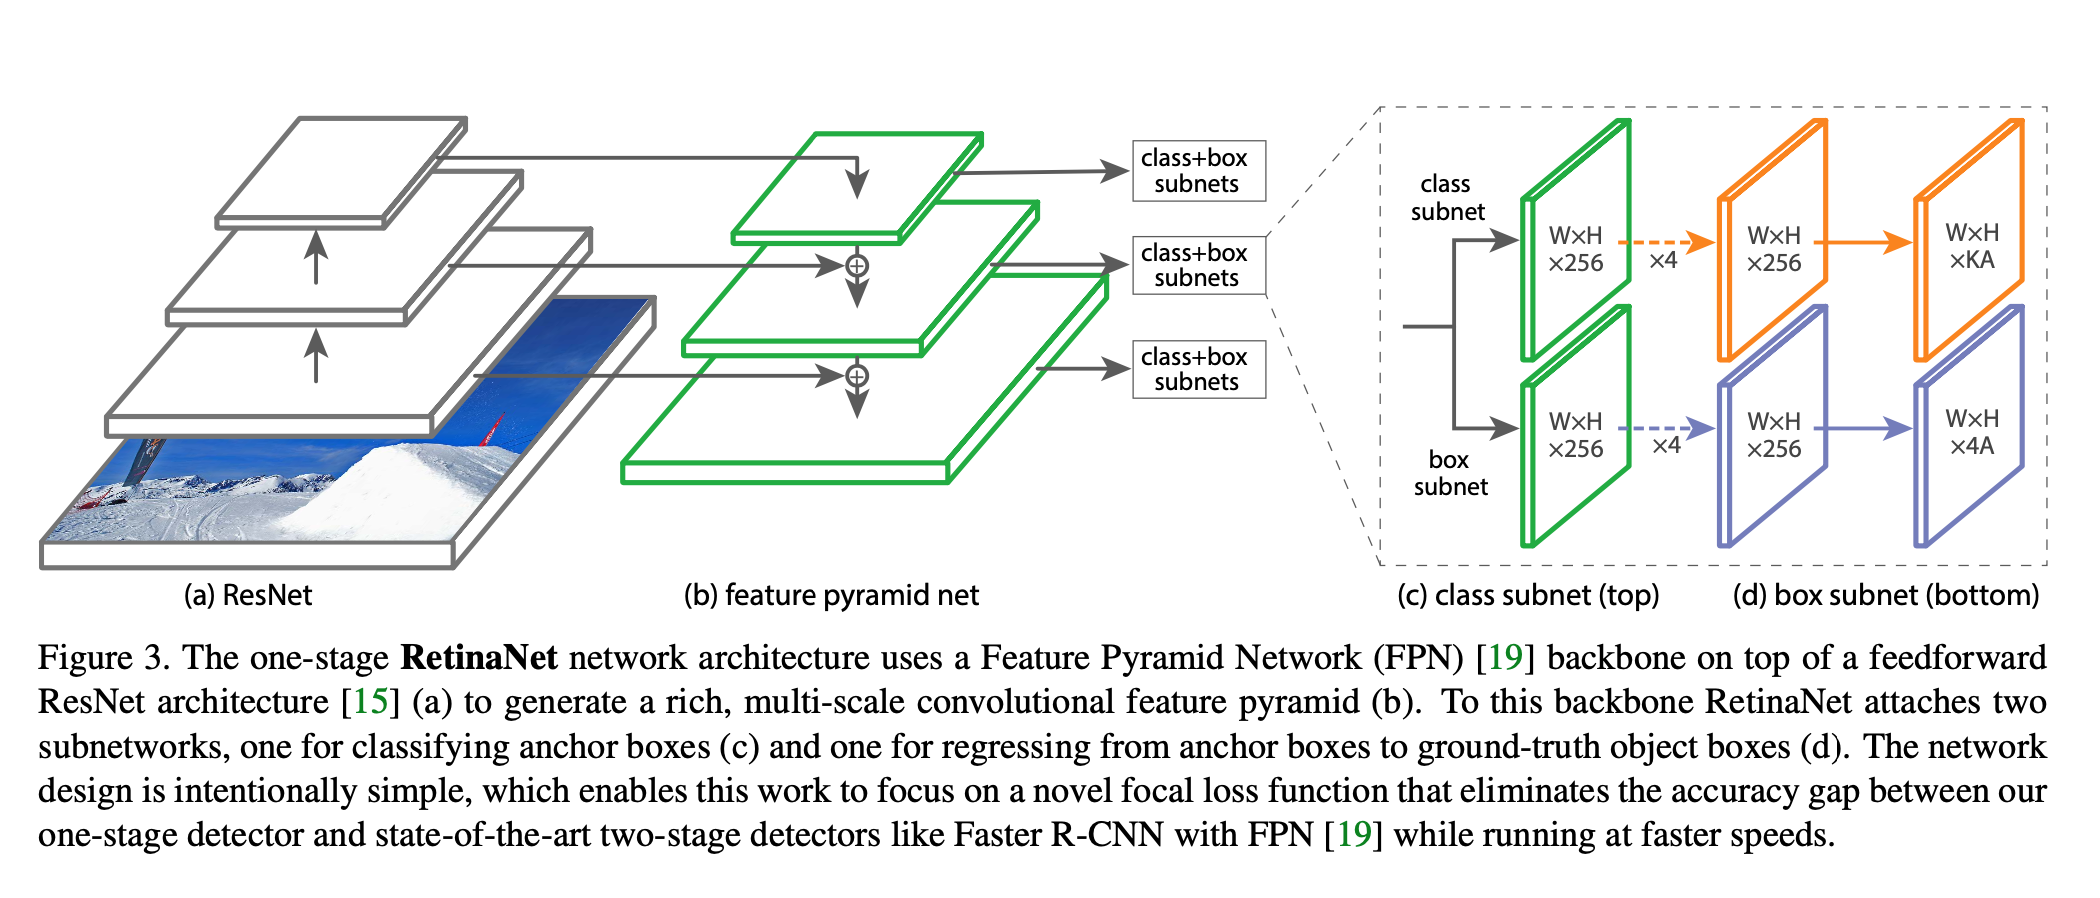 class+box
subnets
class+box
subnets
class+box
subnets
class
subnet
W×H
×256
×4
W×H
×256
W×H
×KA
box
subnet
W×H
×256
×4
W×H
×256
W×H
×4A
(a) ResNet
(b) feature pyramid net
(c) class subnet (top)
(d) box subnet (bottom)
Figure 3. The one-stage RetinaNet network architecture uses a Feature Pyramid Network (FPN) [19] backbone on top of a feedforward
ResNet architecture [15] (a) to generate a rich, multi-scale convolutional feature pyramid (b). To this backbone RetinaNet attaches two
subnetworks, one for classifying anchor boxes (c) and one for regressing from anchor boxes to ground-truth object boxes (d). The network
design is intentionally simple, which enables this work to focus on a novel focal loss function that eliminates the accuracy gap between our
one-stage detector and state-of-the-art two-stage detectors like Faster R-CNN with FPN [19] while running at faster speeds.